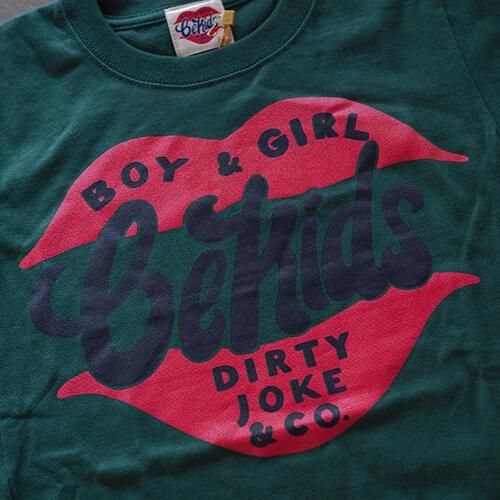 BeKids
BOY & GIRL
BeKids
DIRTY
JOKE
& CO.